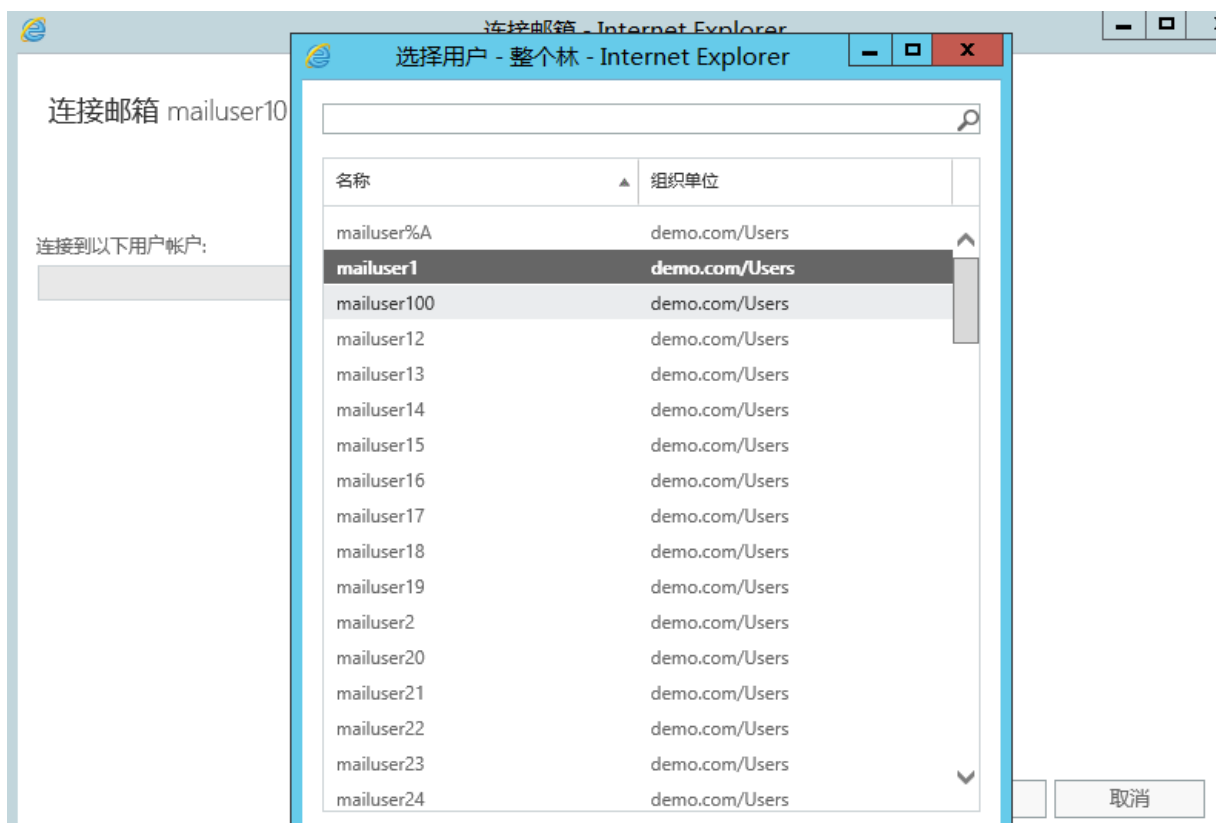 连接邮箱 - Internet Explorer
选择用户 - 整个林 - Internet Explorer
连接邮箱 mailuser10
名称 组织单位
连接到以下用户帐户:
mailuser%A demo.com/Users
mailuser1 demo.com/Users
mailuser100 demo.com/Users
mailuser12 demo.com/Users
mailuser13 demo.com/Users
mailuser14 demo.com/Users
mailuser15 demo.com/Users
mailuser16 demo.com/Users
mailuser17 demo.com/Users
mailuser18 demo.com/Users
mailuser19 demo.com/Users
mailuser2 demo.com/Users
mailuser20 demo.com/Users
mailuser21 demo.com/Users
mailuser22 demo.com/Users
mailuser23 demo.com/Users
mailuser24 demo.com/Users
取消